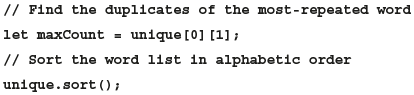 // Find the duplicates of the most-repeated word
let maxCount = unique[0][1];
// Sort the word list in alphabetic order
unique.sort();